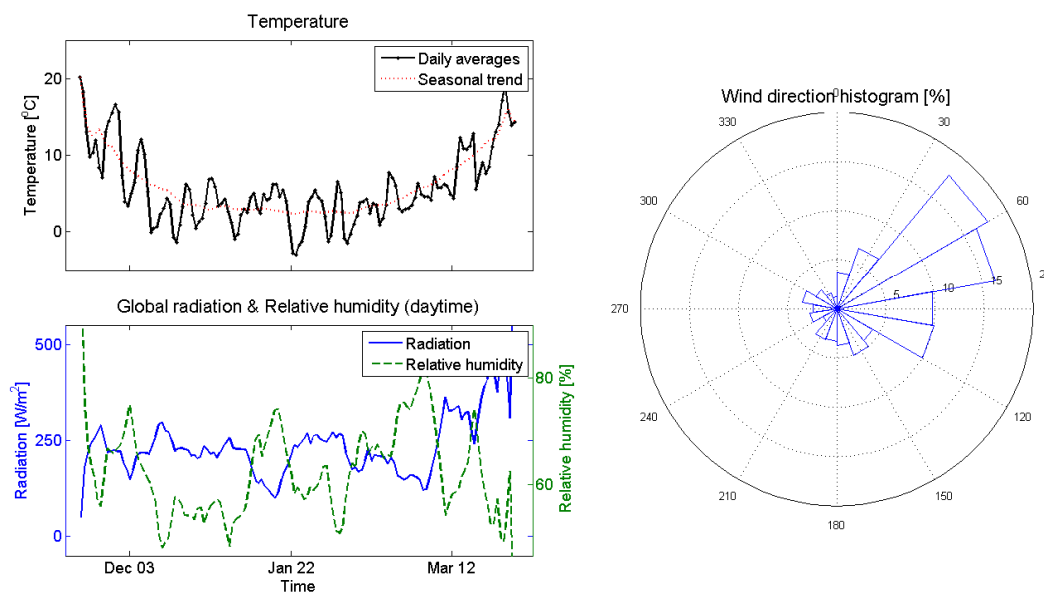 Temperature
Daily averages
Seasonal trend
20
10
0
Temperature [⁰C]
Global radiation & Relative humidity (daytime)
Radiation
Relative humidity
500
250
0
Radiation [W/m²]
80
60
Relative humidity [%]
Dec 03
Jan 22
Mar 12
Time
Wind direction histogram [%]
0
30
60
2
15
10
5
120
150
180
210
240
270
300
330